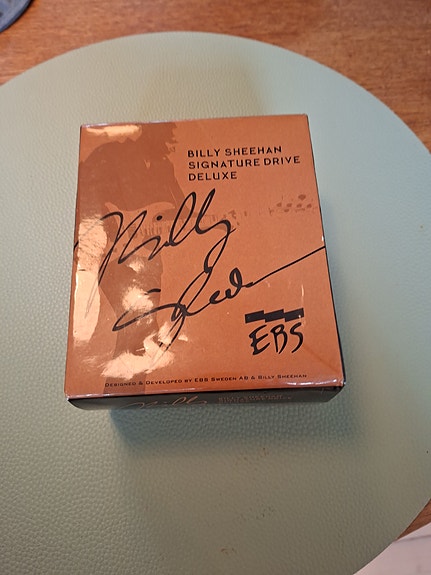 BILLY SHEEHAN
SIGNATURE DRIVE
DELUXE
Billy
Sheehan
EBS
DESIGNED & DEVELOPED BY EBS SWEDEN AB & BILLY SHEEHAN